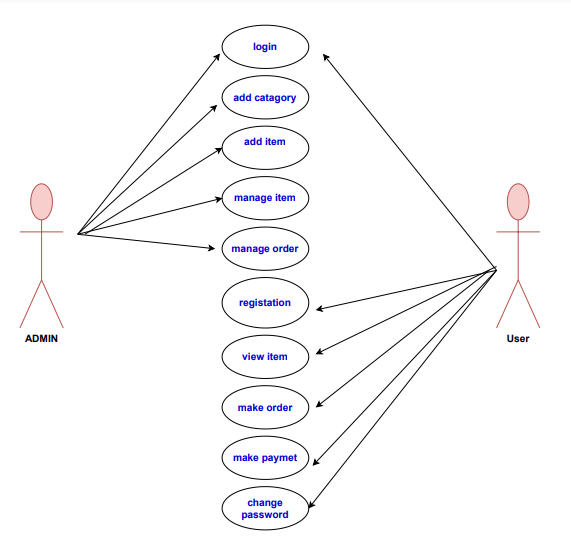 login
add catagory
add item
manage item
manage order
registation
view item
make order
make paymet
change
password
ADMIN
User